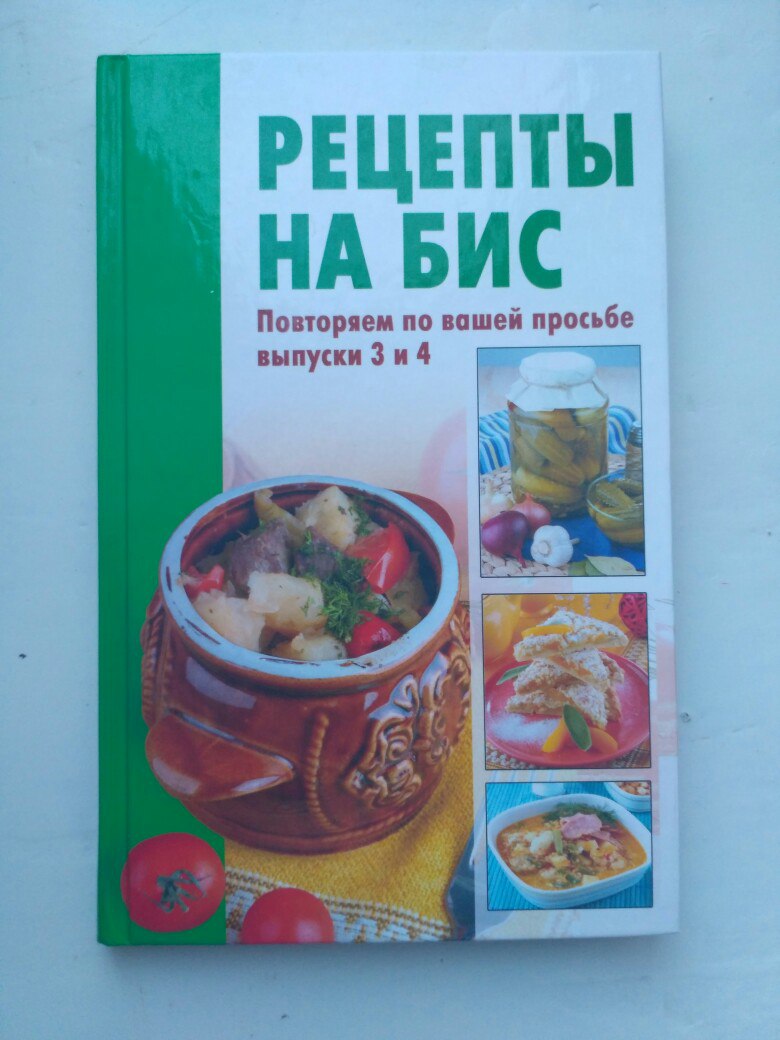 РЕЦЕПТЫ
НА БИС
Повторяем по вашей просьбе
выпуски 3 и 4